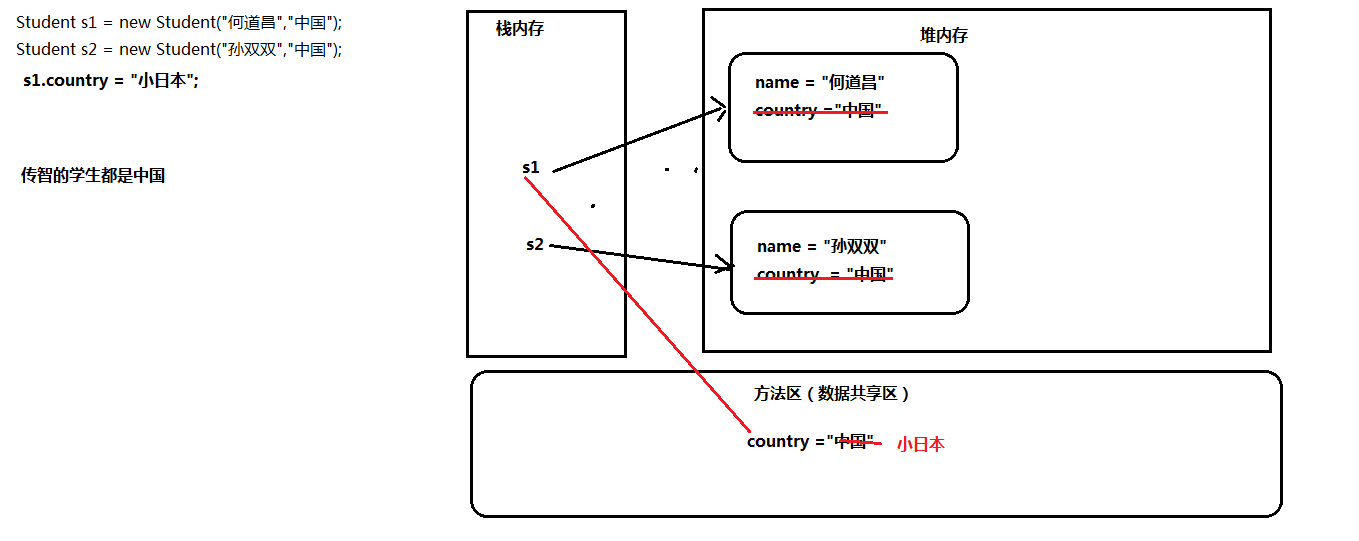 Student s1 = new Student("何道昌","中国");
Student s2 = new Student("孙双双","中国");
s1.country = "小日本";
传智的学生都是中国
栈内存
s1
s2
堆内存
name = "何道昌"
country ="中国"
name = "孙双双"
country = "中国"
方法区（数据共享区）
country ="中国" 小日本